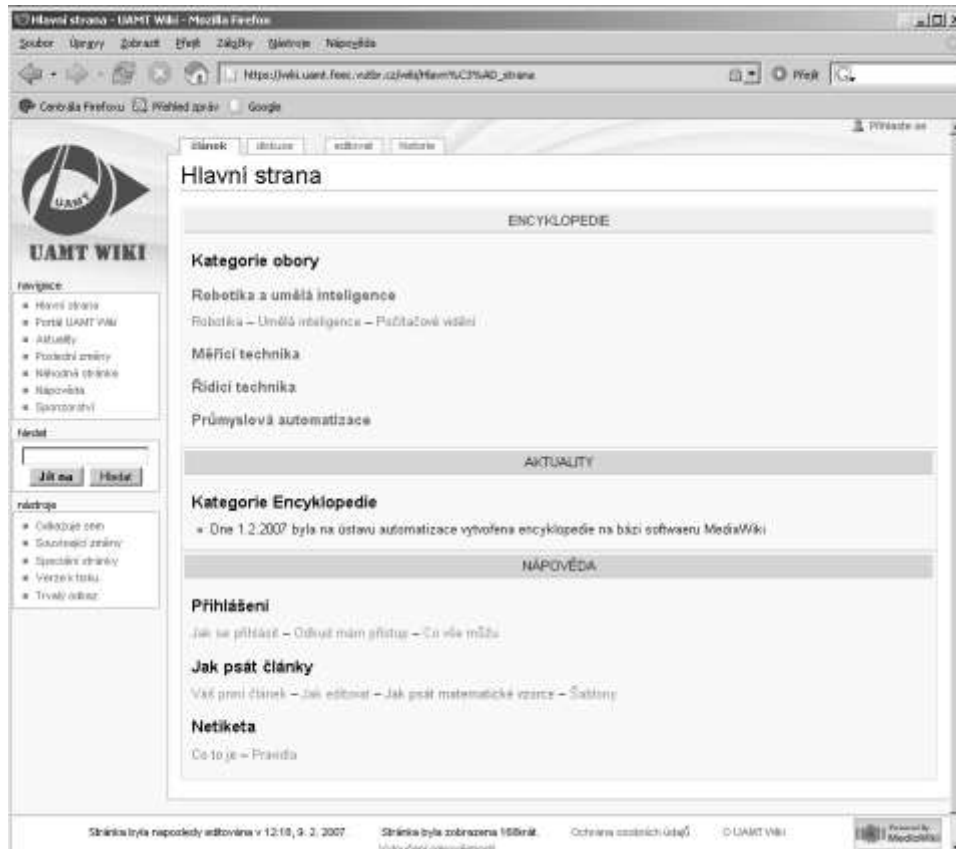 Hlavní strana - UAMT Wiki - Mozilla Firefox
Soubor Úpravy Zobrazit Přejít Záložky Nástroje Nápověda
Přejít
Centrála Firefoxu Přehled zpráv Google
Přihlaste se
článek diskuse editovat historie
Hlavní strana
UAMT
UAMT WIKI
navigace
Hlavní strana
Portál UAMT Wiki
Aktuality
Poslední změny
Náhodná stránka
Nápověda
Sponzorství
hledat
Jít na Hledat
nástroje
Odkazuje sem
Související změny
Speciální stránky
Verze k tisku
Trvalý odkaz
ENCYKLOPEDIE
Kategorie obory
Robotika a umělá inteligence
Robotika – Umělá inteligence – Počítačové vidění
Měřicí technika
Řídicí technika
Průmyslová automatizace
AKTUALITY
Kategorie Encyklopedie
Dne 1.2.2007 byla na ústavu automatizace vytvořena encyklopedie na bázi softwaeru MediaWiki
NÁPOVĚDA
Přihlášení
Jak se přihlásit – Odkud mám přístup – Co vše můžu
Jak psát články
Váš první článek – Jak editovat – Jak psát matematické vzorce – Šablony
Netiketa
Co to je – Pravidla
Stránka byla naposledy editována v 12:18, 9. 2. 2007. Stránka byla zobrazena 168krát. Ochrana osobních údajů O UAMT Wiki
Powered By
MediaWiki